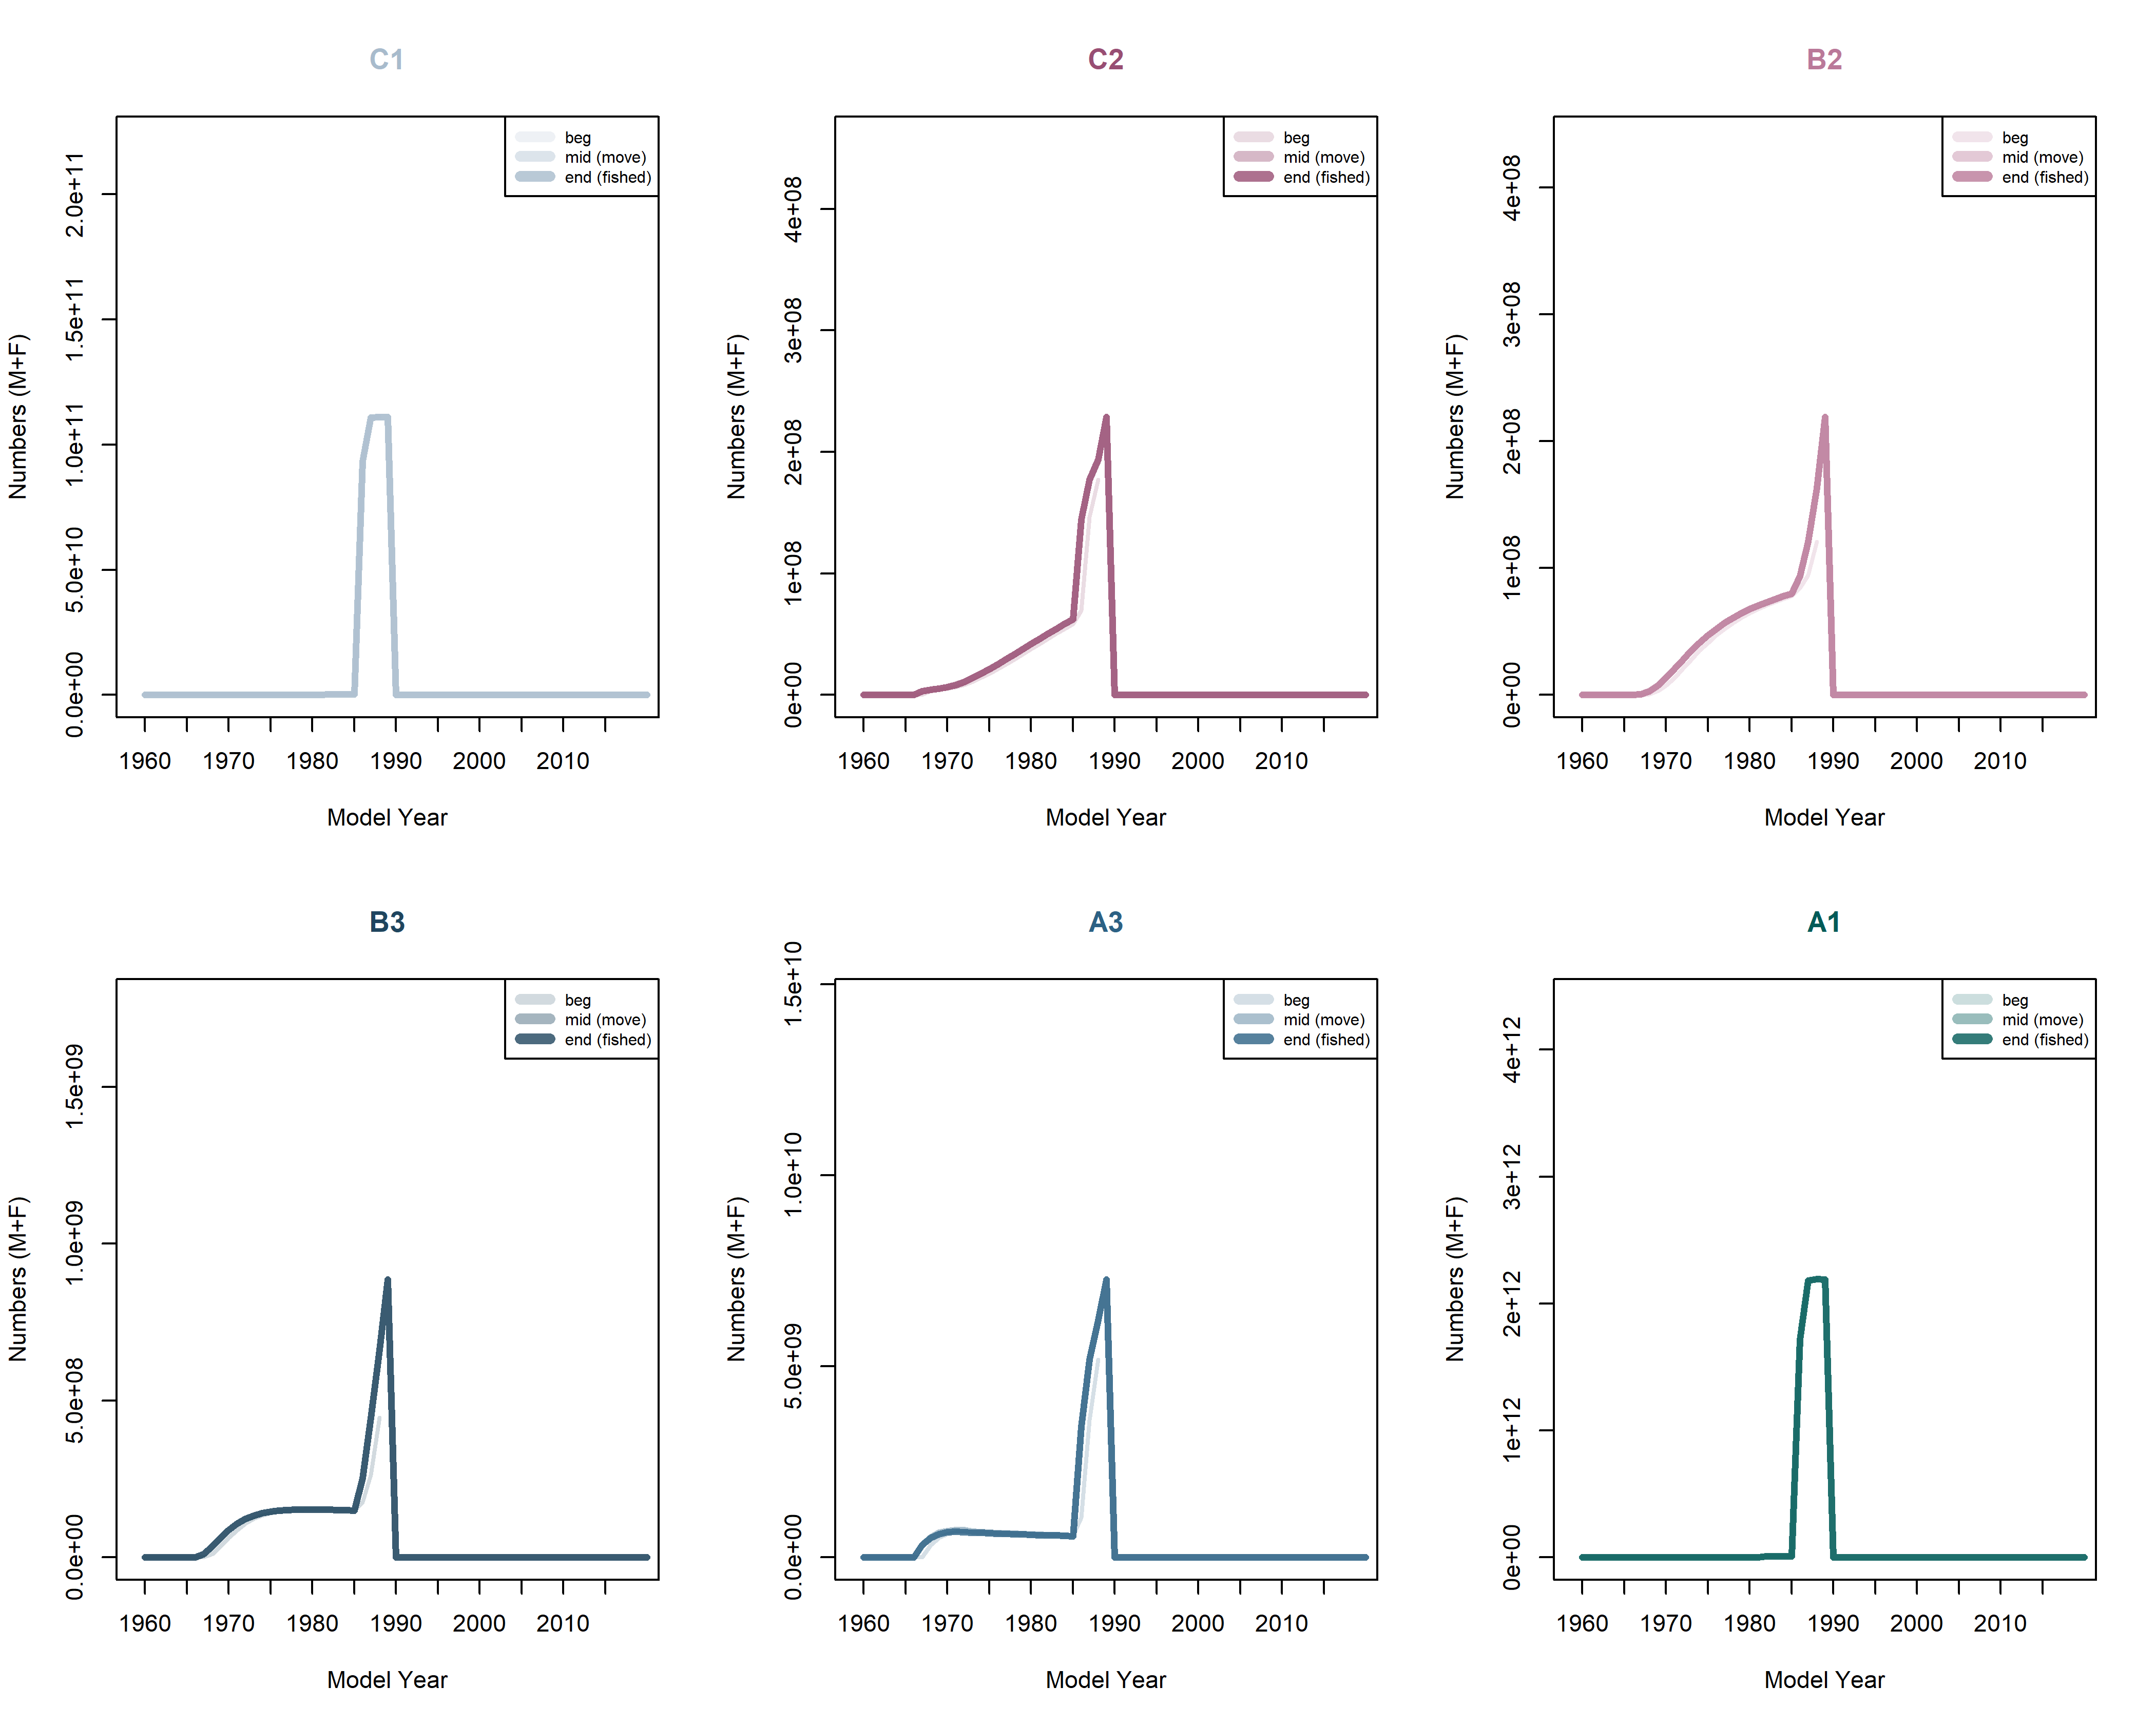 C1
beg
mid (move)
end (fished)
Numbers (M+F)
0.0e+00 5.0e+10 1.0e+11 1.5e+11 2.0e+11
1960 1970 1980 1990 2000 2010
Model Year
C2
beg
mid (move)
end (fished)
Numbers (M+F)
0e+00 1e+08 2e+08 3e+08 4e+08
1960 1970 1980 1990 2000 2010
Model Year
B2
beg
mid (move)
end (fished)
Numbers (M+F)
0e+00 1e+08 2e+08 3e+08 4e+08
1960 1970 1980 1990 2000 2010
Model Year
B3
beg
mid (move)
end (fished)
Numbers (M+F)
0.0e+00 5.0e+08 1.0e+09 1.5e+09
1960 1970 1980 1990 2000 2010
Model Year
A3
beg
mid (move)
end (fished)
Numbers (M+F)
0.0e+00 5.0e+09 1.0e+10 1.5e+10
1960 1970 1980 1990 2000 2010
Model Year
A1
beg
mid (move)
end (fished)
Numbers (M+F)
0e+00 1e+12 2e+12 3e+12 4e+12
1960 1970 1980 1990 2000 2010
Model Year